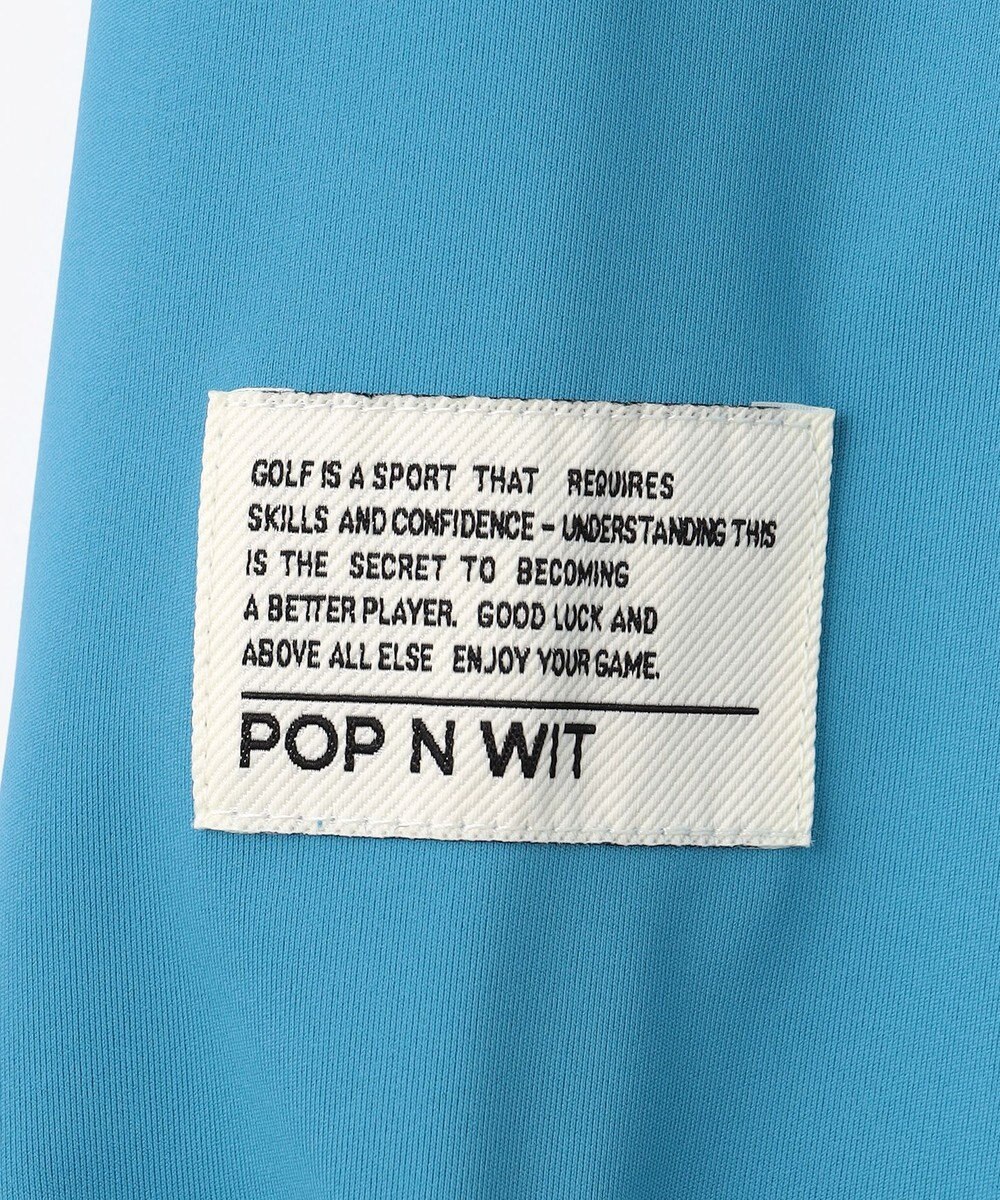 GOLF IS A SPORT THAT REQUIRES
SKILLS AND CONFIDENCE - UNDERSTANDING THIS
IS THE SECRET TO BECOMING
A BETTER PLAYER. GOOD LUCK AND
ABOVE ALL ELSE ENJOY YOUR GAME.
POP N WIT